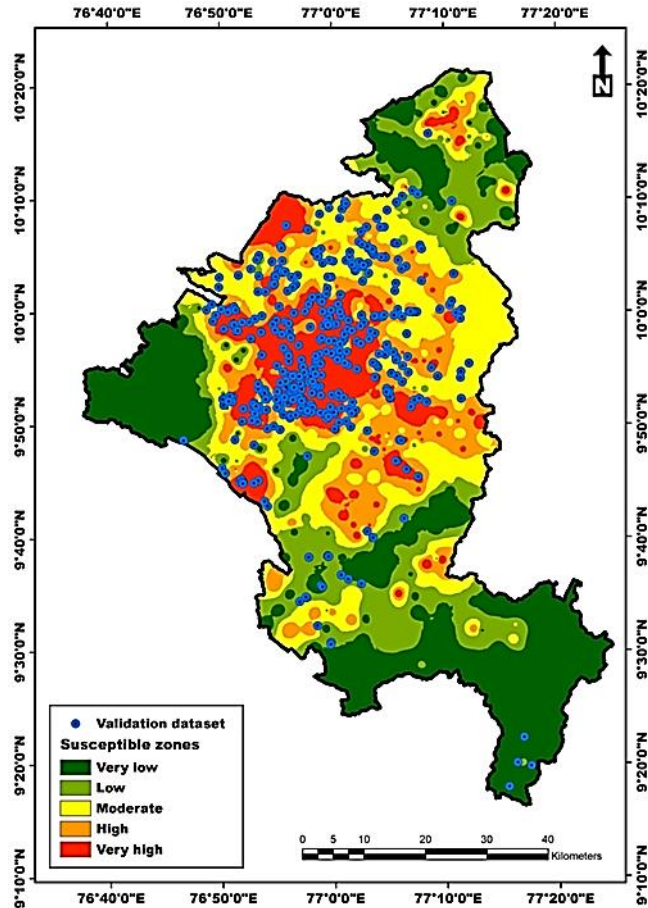 76°40'0"E 76°50'0"E 77°0'0"E 77°10'0"E 77°20'0"E
10°20'0"N 10°20'0"N
N
10°10'0"N 10°10'0"N
10°0'0"N 10°0'0"N
9°50'0"N 9°50'0"N
9°40'0"N 9°40'0"N
9°30'0"N 9°30'0"N
9°20'0"N 9°20'0"N
9°10'0"N 9°10'0"N
Validation dataset
Susceptible zones
Very low
Low
Moderate
High
Very high
0 5 10 20 30 40
Kilometers
76°40'0"E 76°50'0"E 77°0'0"E 77°10'0"E 77°20'0"E